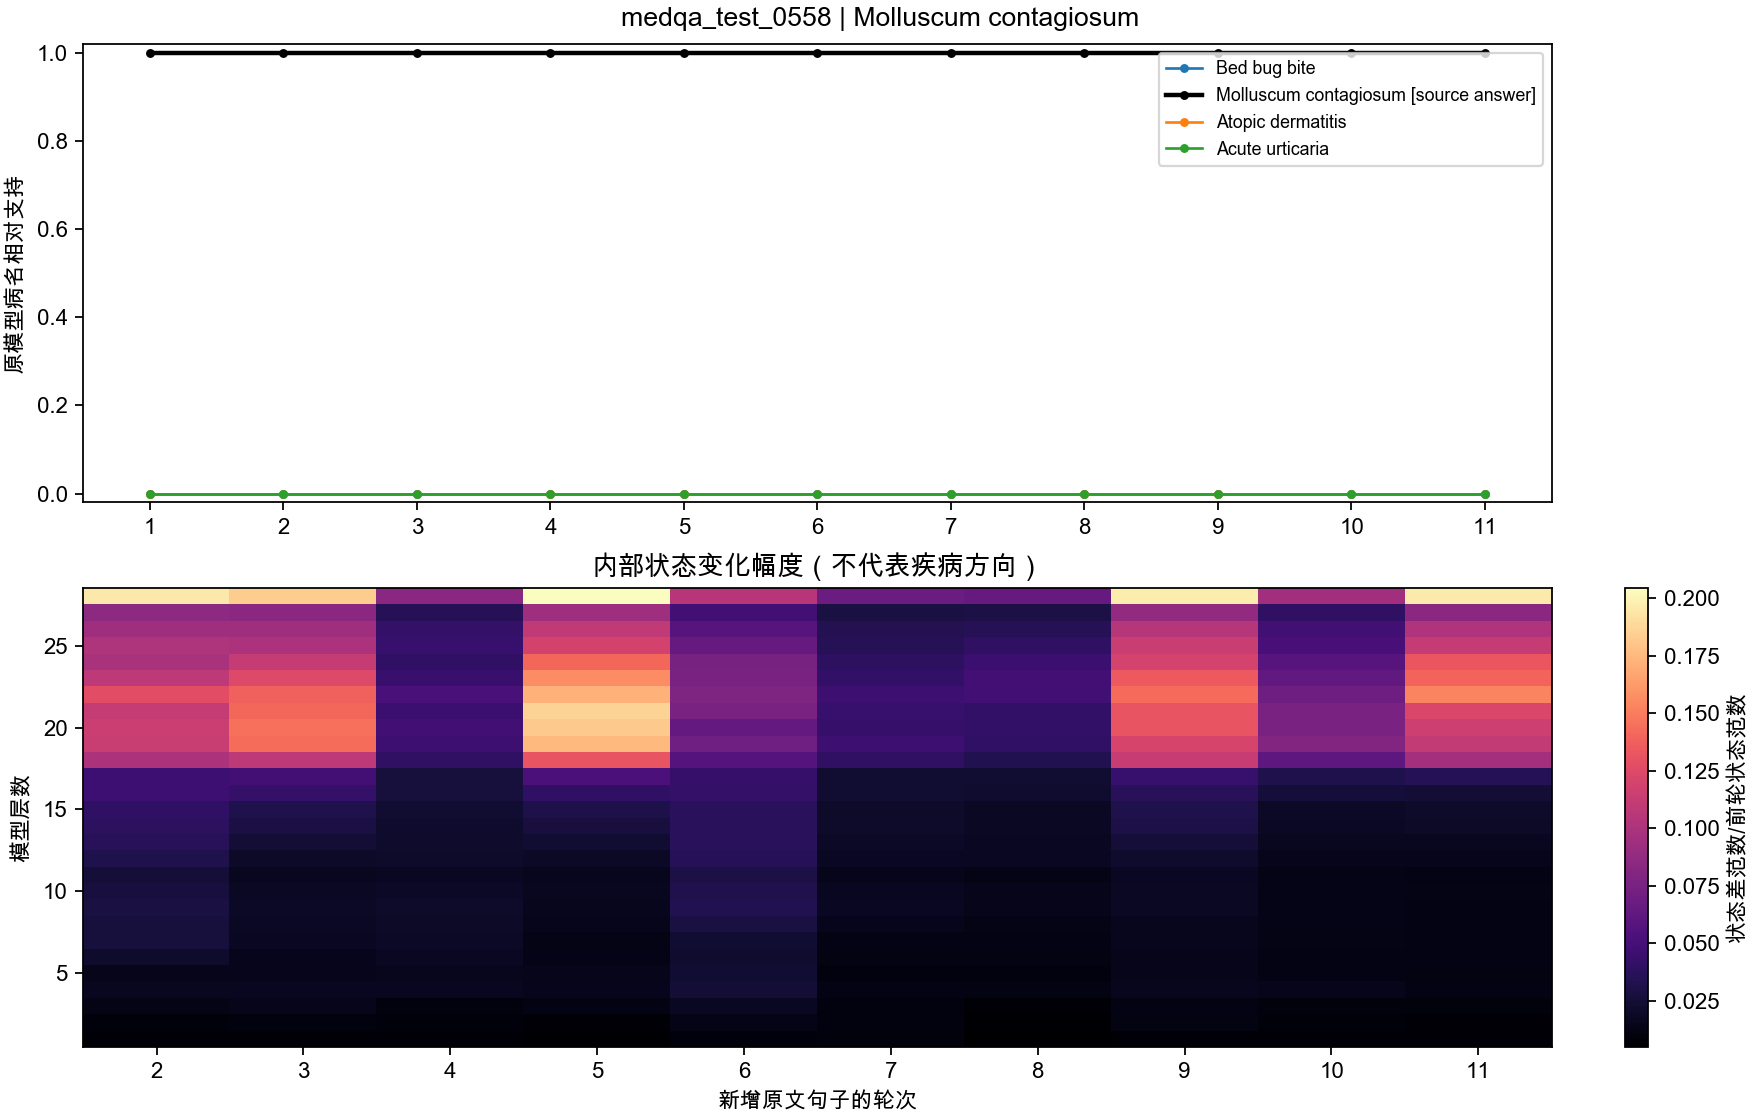 medqa_test_0558 | Molluscum contagiosum
原模型病名相对支持
1.0
0.8
0.6
0.4
0.2
0.0
Bed bug bite
Molluscum contagiosum [source answer]
Atopic dermatitis
Acute urticaria
1 2 3 4 5 6 7 8 9 10 11
内部状态变化幅度（不代表疾病方向）
模型层数
25
20
15
10
5
2 3 4 5 6 7 8 9 10 11
新增原文句子的轮次
0.200
0.175
0.150
0.125
0.100
0.075
0.050
0.025
状态差范数/前轮状态范数